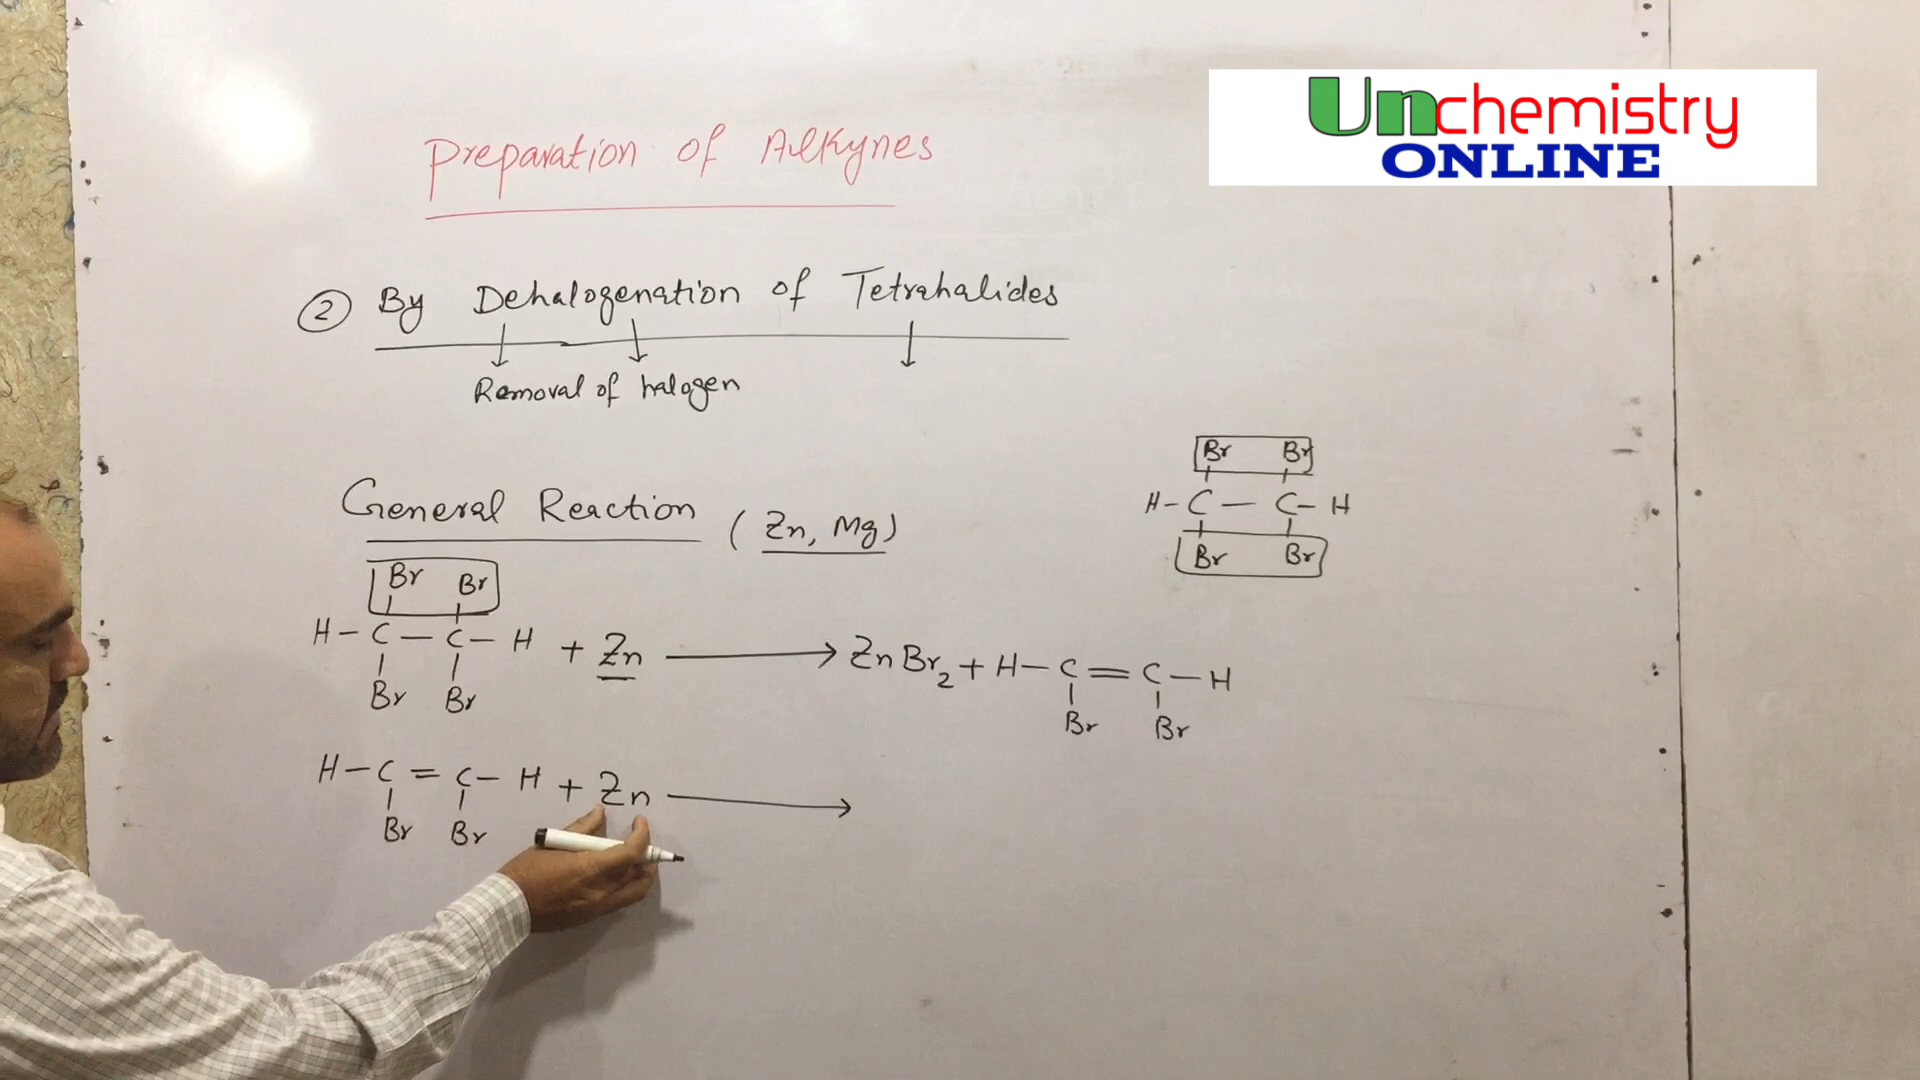 Unchemistry
ONLINE
Preparation of Alkynes
② By Dehalogenation of Tetrahalides
Removal of halogen
General Reaction (Zn, Mg)
Br Br
H-C-C-H
Br Br
Br Br
H-C-C-H + Zn → ZnBr₂ + H-C=C-H
Br Br Br Br
H-C=C-H + Zn →
Br Br